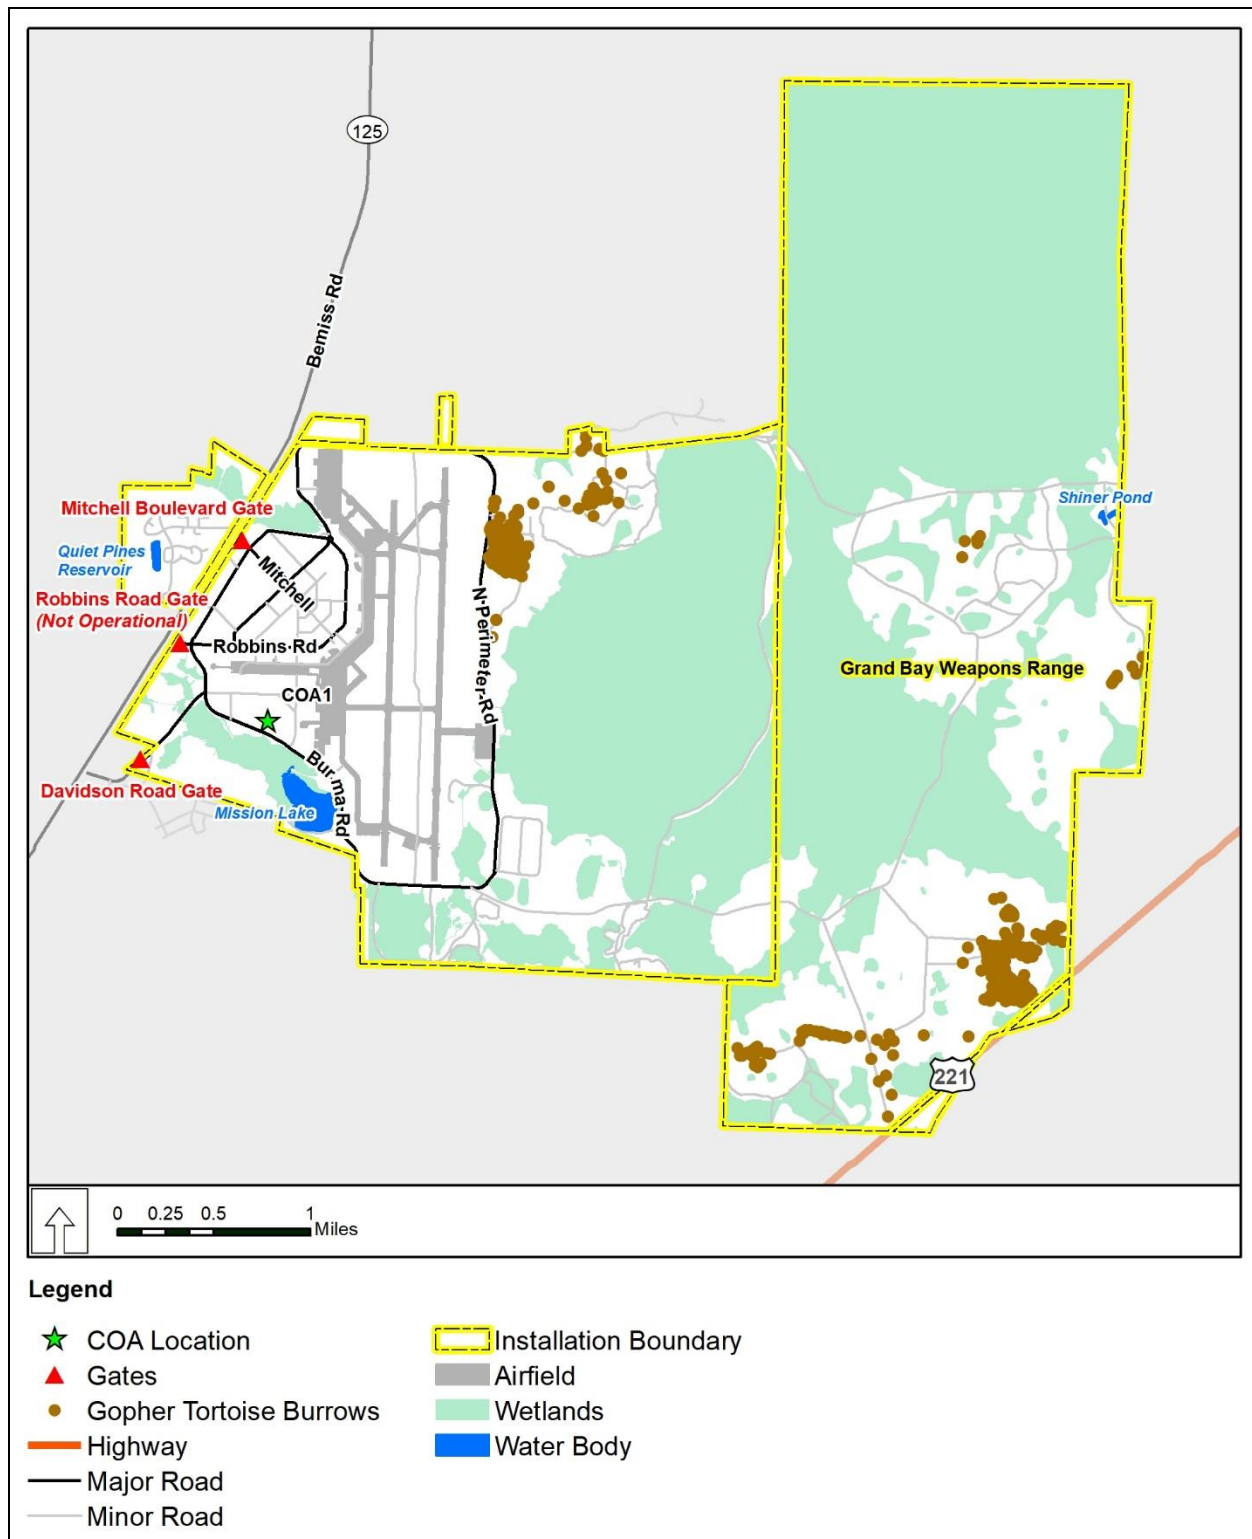 125
Bemiss Rd
Mitchell Boulevard Gate
Quiet Pines
Reservoir
Mitchell
Shiner Pond
Robbins Road Gate
(Not Operational)
Robbins Rd
N Perimeter Rd
Grand Bay Weapons Range
COA1
Burma Rd
Davidson Road Gate
Mission Lake
221
0 0.25 0.5 1
Miles
Legend
COA Location
Gates
Gopher Tortoise Burrows
Highway
Major Road
Minor Road
Installation Boundary
Airfield
Wetlands
Water Body